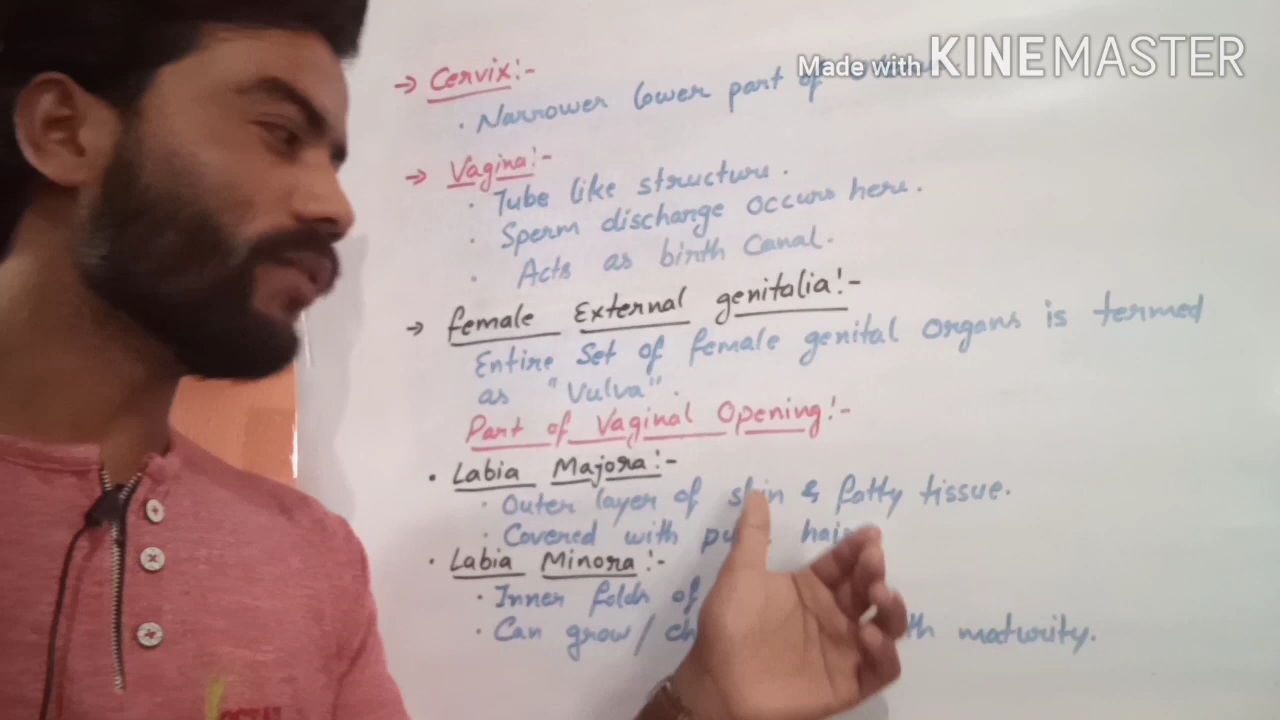 Made with KINEMASTER
→ Cervix:-
• Narrower lower part of
→ Vagina:-
• Tube like structure.
• Sperm discharge occurs here.
• Acts as birth Canal.
→ female External genitalia:-
Entire Set of female genital organs is termed
as "Vulva".
Part of Vaginal Opening:-
• Labia Majora:-
• Outer layer of skin & fatty tissue.
• Covered with hair
• Labia Minora:-
• Inner folds of
• Can grow/ maturity.